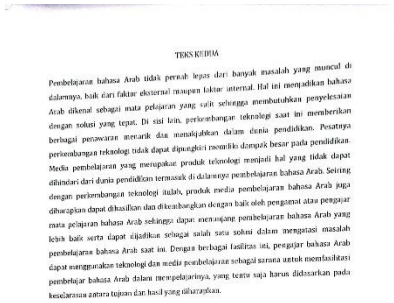 TEKS KEDUA
Pembelajaran bahasa Arab tidak pernah lepas dari banyak masalah yang muncul di
dalamnya, baik dari faktor eksternal maupun faktor internal. Hal ini menjadikan bahasa
Arab dikenal sebagai mata pelajaran yang sulit sehingga membutuhkan penyelesaian
dengan solusi yang tepat. Di sisi lain, perkembangan teknologi saat ini memberikan
berbagai penawaran menarik dan menakjubkan dalam dunia pendidikan. Pesatnya
perkembangan teknologi tidak dapat dipungkiri memiliki dampak besar pada pendidikan.
Media pembelajaran yang merupakan produk teknologi menjadi hal yang tidak dapat
dihindari dari dunia pendidikan termasuk di dalamnya pembelajaran bahasa Arab. Seiring
dengan perkembangan teknologi itulah, produk media pembelajaran bahasa Arab juga
diharapkan dapat dihasilkan dan dikembangkan dengan baik oleh pengamat atau pengajar
mata pelajaran bahasa Arab sehingga dapat menunjang pembelajaran bahasa Arab yang
lebih baik serta dapat dijadikan sebagai salah satu solusi dalam mengatasi masalah
pembelajaran bahasa Arab saat ini. Dengan berbagai fasilitas ini, pengajar bahasa Arab
dapat menggunakan teknologi dan media pembelajaran sebagai sarana untuk memfasilitasi
pembelajar bahasa Arab dalam mempelajarinya, yang tentu saja harus didasarkan pada
keselarasan antara tujuan dan hasil yang diharapkan.